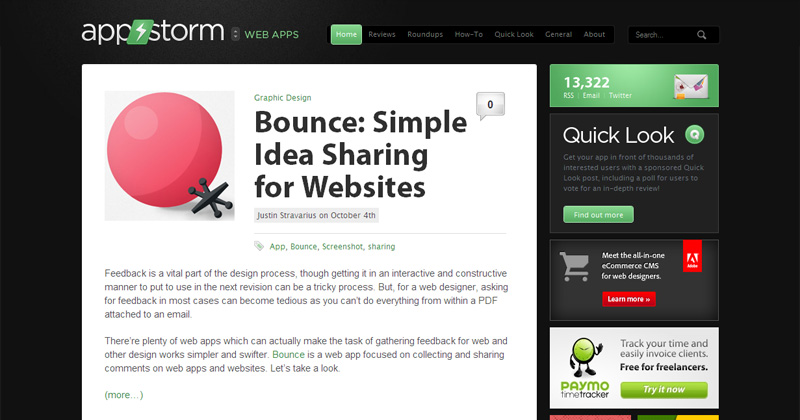 appstorm
WEB APPS
Home
Reviews
Roundups
How-To
Quick Look
General
About
Search...
Graphic Design
0
Bounce: Simple
Idea Sharing
for Websites
Justin Stravarius on October 4th
App, Bounce, Screenshot, sharing
Feedback is a vital part of the design process, though getting it in an interactive and constructive
manner to put to use in the next revision can be a tricky process. But, for a web designer, asking
for feedback in most cases can become tedious as you can't do everything from within a PDF
attached to an email.
There're plenty of web apps which can actually make the task of gathering feedback for web and
other design works simpler and swifter. Bounce is a web app focused on collecting and sharing
comments on web apps and websites. Let's take a look.
(more...)
13,322
RSS | Email | Twitter
Quick Look
Get your app in front of thousands of
interested users with a sponsored Quick
Look post, including a poll for users to
vote for an in-depth review!
Find out more
Meet the all-in-one
eCommerce CMS
for web designers.
Adobe
Learn more »
Track your time and
easily invoice clients.
Free for freelancers.
PAYMO
timetracker
Try it now